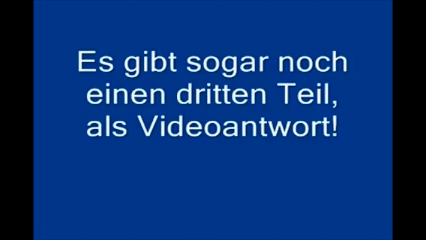 Es gibt sogar noch
einen dritten Teil,
als Videoantwort!